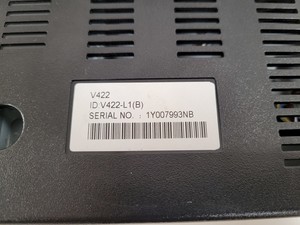 V422
ID V422-L1(B)
SERIAL NO. : 1Y007993NB